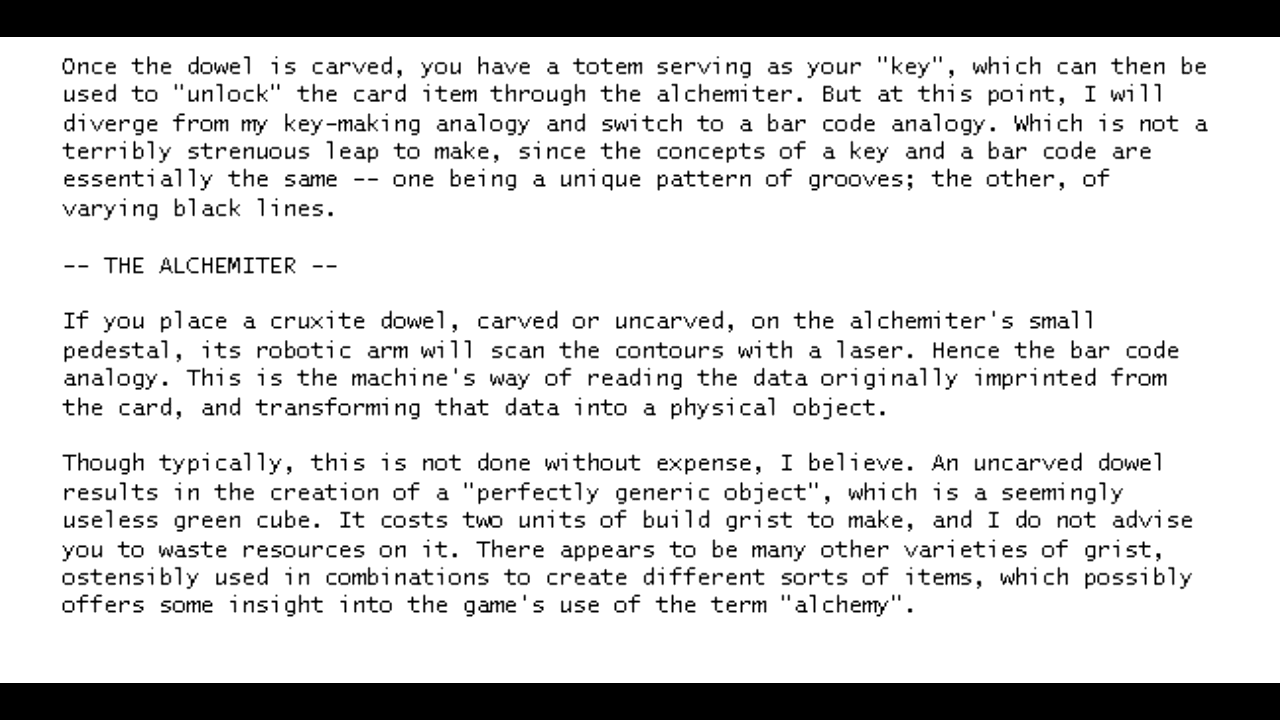 Once the dowel is carved, you have a totem serving as your "key", which can then be
used to "unlock" the card item through the alchemiter. But at this point, I will
diverge from my key-making analogy and switch to a bar code analogy. Which is not a
terribly strenuous leap to make, since the concepts of a key and a bar code are
essentially the same -- one being a unique pattern of grooves; the other, of
varying black lines.
-- THE ALCHEMITER --
If you place a cruxite dowel, carved or uncarved, on the alchemiter's small
pedestal, its robotic arm will scan the contours with a laser. Hence the bar code
analogy. This is the machine's way of reading the data originally imprinted from
the card, and transforming that data into a physical object.
Though typically, this is not done without expense, I believe. An uncarved dowel
results in the creation of a "perfectly generic object", which is a seemingly
useless green cube. It costs two units of build grist to make, and I do not advise
you to waste resources on it. There appears to be many other varieties of grist,
ostensibly used in combinations to create different sorts of items, which possibly
offers some insight into the game's use of the term "alchemy".